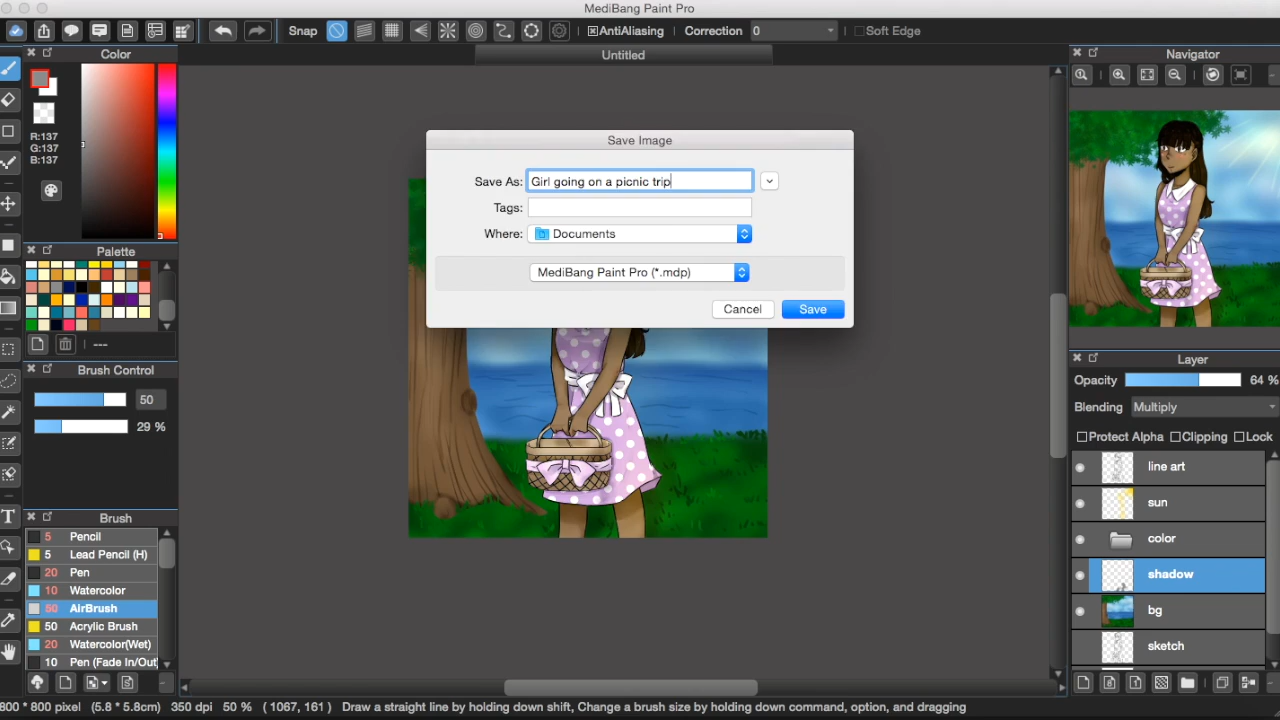 MediBang Paint Pro
Snap
AntiAliasing
Correction
0
Soft Edge
Color
Untitled
Navigator
R:137
G:137
B:137
Save Image
Save As:
Girl going on a picnic trip
Tags:
Where:
Documents
MediBang Paint Pro (*.mdp)
Cancel
Save
Palette
---
Brush Control
50
29 %
Layer
Opacity
64 %
Blending
Multiply
Protect Alpha
Clipping
Lock
line art
sun
color
shadow
bg
sketch
Brush
5 Pencil
5 Lead Pencil (H)
20 Pen
10 Watercolor
50 AirBrush
50 Acrylic Brush
20 Watercolor(Wet)
10 Pen (Fade In/Out
T
800 * 800 pixel (5.8 * 5.8cm) 350 dpi 50 % ( 1067, 161 ) Draw a straight line by holding down shift, Change a brush size by holding down command, option, and dragging